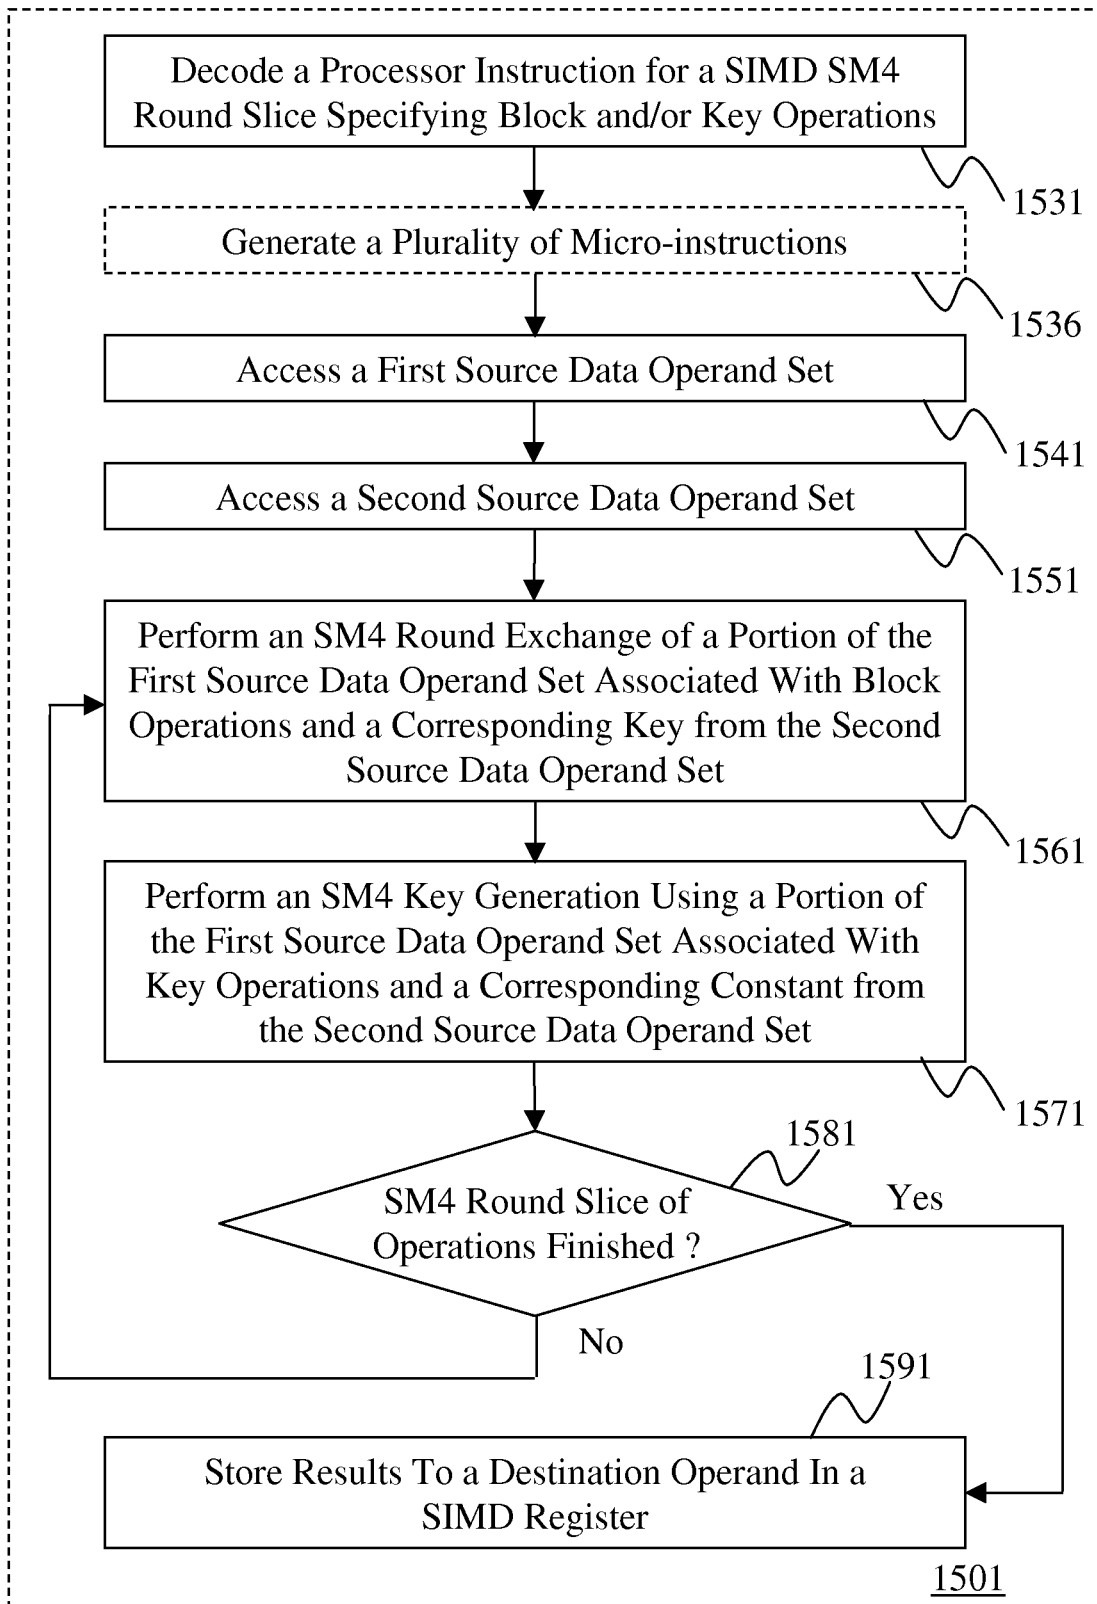 Decode a Processor Instruction for a SIMD SM4
Round Slice Specifying Block and/or Key Operations
1531
Generate a Plurality of Micro-instructions
1536
Access a First Source Data Operand Set
1541
Access a Second Source Data Operand Set
1551
Perform an SM4 Round Exchange of a Portion of the
First Source Data Operand Set Associated With Block
Operations and a Corresponding Key from the Second
Source Data Operand Set
1561
Perform an SM4 Key Generation Using a Portion of
the First Source Data Operand Set Associated With
Key Operations and a Corresponding Constant from
the Second Source Data Operand Set
1571
1581
SM4 Round Slice of
Operations Finished ?
Yes
No
1591
Store Results To a Destination Operand In a
SIMD Register
1501